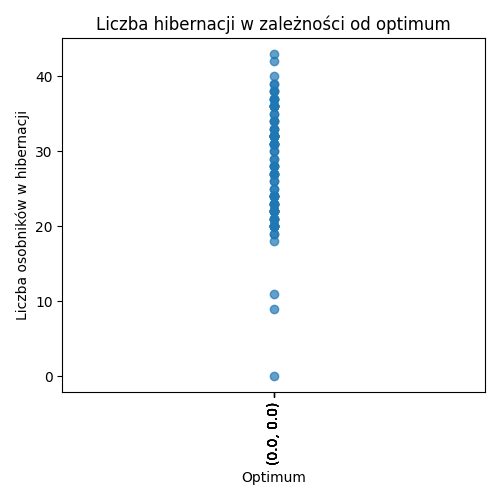 Liczba hibernacji w zależności od optimum
Liczba osobników w hibernacji
40
30
20
10
0
(0.0, 0.0)
Optimum